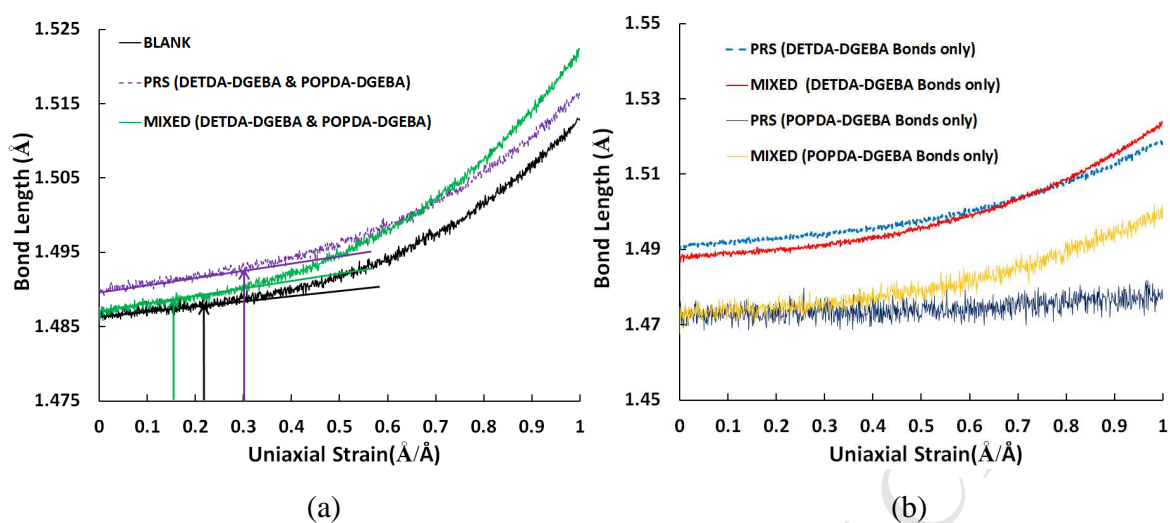 1.525
1.515
1.505
1.495
1.485
1.475
Bond Length (Å)
BLANK
PRS (DETDA-DGEBA & POPDA-DGEBA)
MIXED (DETDA-DGEBA & POPDA-DGEBA)
0 0.1 0.2 0.3 0.4 0.5 0.6 0.7 0.8 0.9 1
Uniaxial Strain(Å/Å)
(a)
1.55
1.53
1.51
1.49
1.47
1.45
Bond Length (Å)
PRS (DETDA-DGEBA Bonds only)
MIXED (DETDA-DGEBA Bonds only)
PRS (POPDA-DGEBA Bonds only)
MIXED (POPDA-DGEBA Bonds only)
0 0.1 0.2 0.3 0.4 0.5 0.6 0.7 0.8 0.9 1
Uniaxial Strain(Å/Å)
(b)